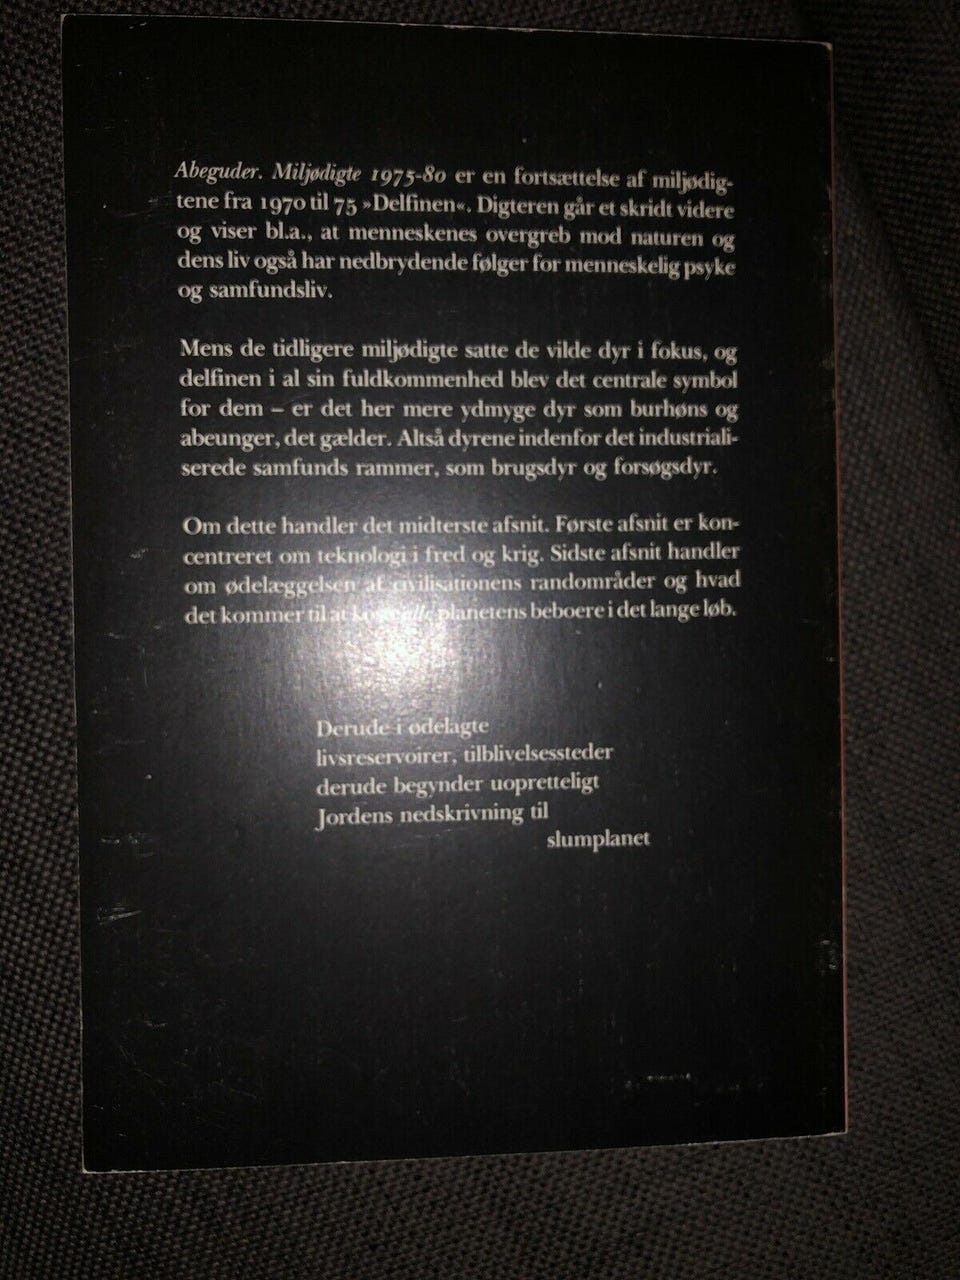 Abeguder. Miljødigte 1975-80 er en fortsættelse af miljødig-
tene fra 1970 til 75 »Delfinen«. Digteren går et skridt videre
og viser bl.a., at menneskenes overgreb mod naturen og
dens liv også har nedbrydende følger for menneskelig psyke
og samfundsliv.
Mens de tidligere miljødigte satte de vilde dyr i fokus, og
delfinen i al sin fuldkommenhed blev det centrale symbol
for dem – er det her mere ydmyge dyr som burhøns og
abeunger, det gælder. Altså dyrene indenfor det industriali-
serede samfunds rammer, som brugsdyr og forsøgsdyr.
Om dette handler det midterste afsnit. Første afsnit er kon-
centreret om teknologi i fred og krig. Sidste afsnit handler
om ødelæggelsen af civilisationens randområder og hvad
det kommer til at koste alle planetens beboere i det lange løb.
Derude i ødelagte
livsreservoirer, tilblivelsessteder
derude begynder uopretteligt
Jordens nedskrivning til
slumplanet